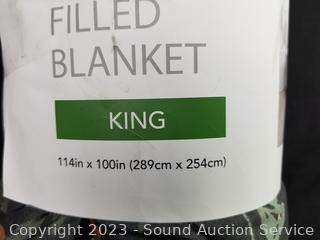 FILLED
BLANKET
KING
114in x 100in (289cm x 254cm)
Copyright 2023 - Sound Auction Service